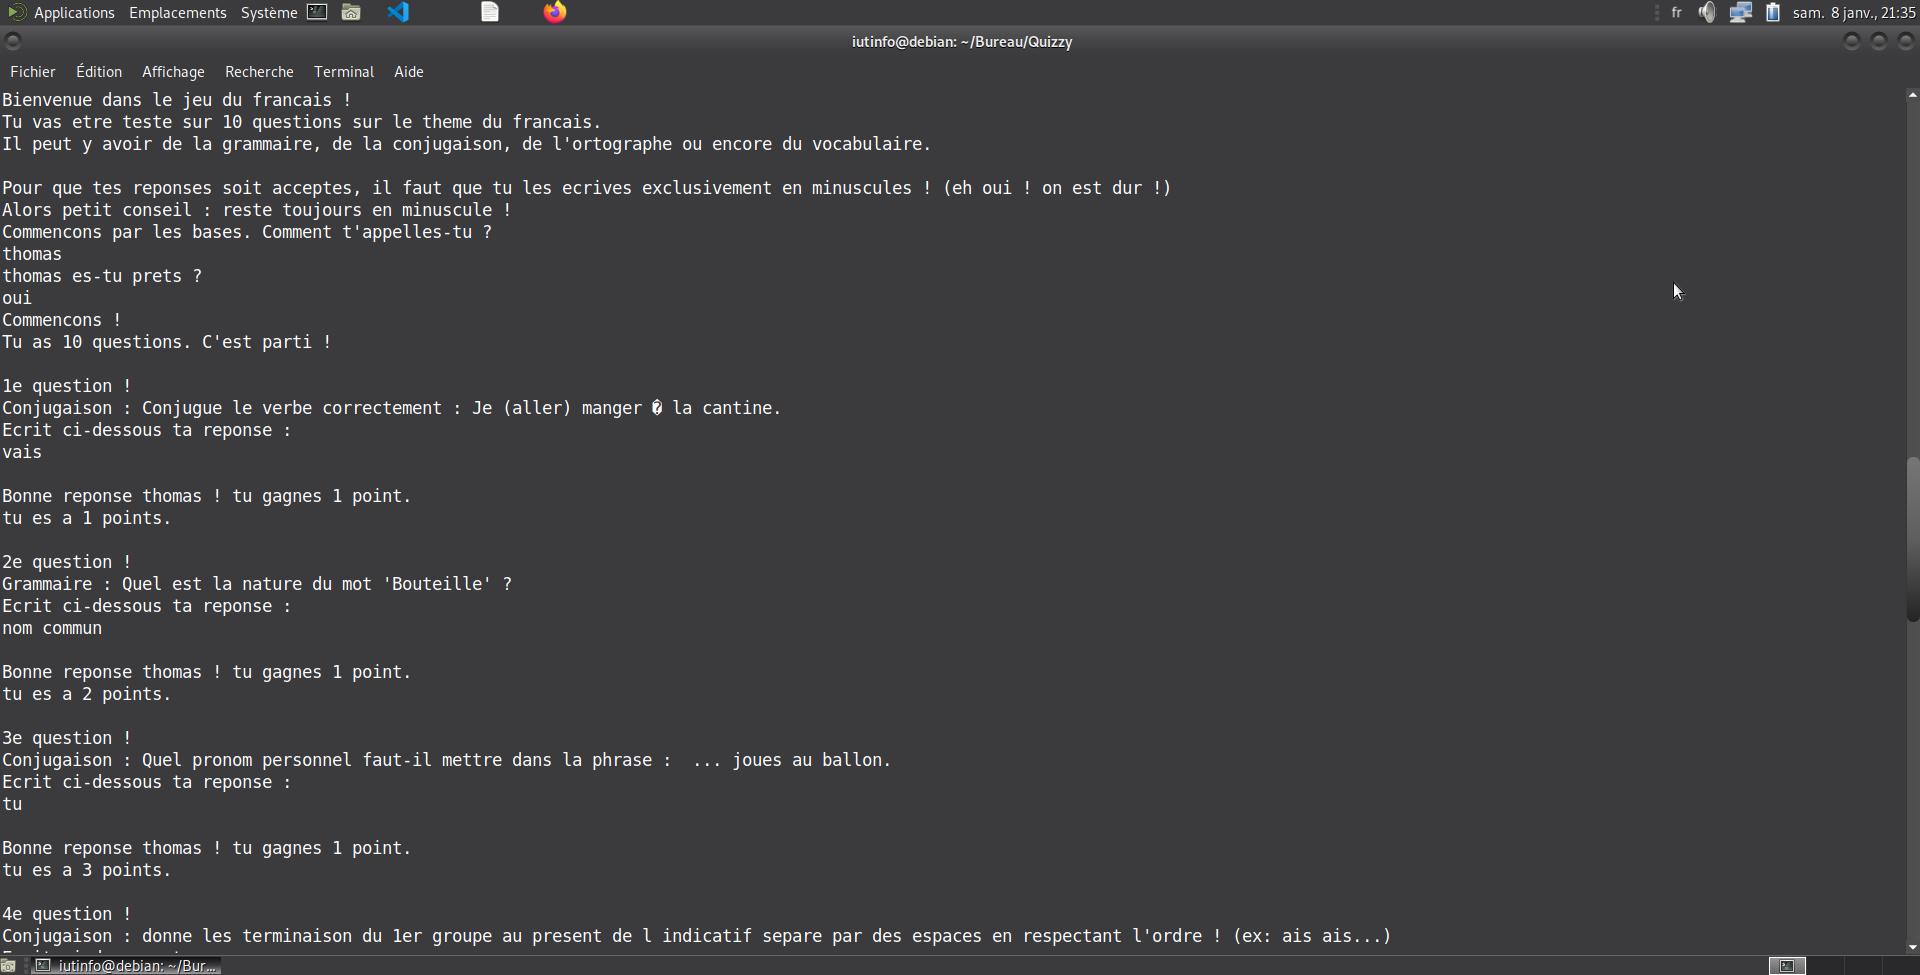 Applications Emplacements Système fr sam. 8 janv., 21:35
iutinfo@debian: ~/Bureau/Quizzy
Fichier Édition Affichage Recherche Terminal Aide
Bienvenue dans le jeu du francais !
Tu vas etre teste sur 10 questions sur le theme du francais.
Il peut y avoir de la grammaire, de la conjugaison, de l'ortographe ou encore du vocabulaire.
Pour que tes reponses soit acceptes, il faut que tu les ecrives exclusivement en minuscules ! (eh oui ! on est dur !)
Alors petit conseil : reste toujours en minuscule !
Commencons par les bases. Comment t'appelles-tu ?
thomas
thomas es-tu prets ?
oui
Commencons !
Tu as 10 questions. C'est parti !
1e question !
Conjugaison : Conjugue le verbe correctement : Je (aller) manger � la cantine.
Ecrit ci-dessous ta reponse :
vais
Bonne reponse thomas ! tu gagnes 1 point.
tu es a 1 points.
2e question !
Grammaire : Quel est la nature du mot 'Bouteille' ?
Ecrit ci-dessous ta reponse :
nom commun
Bonne reponse thomas ! tu gagnes 1 point.
tu es a 2 points.
3e question !
Conjugaison : Quel pronom personnel faut-il mettre dans la phrase :  ... joues au ballon.
Ecrit ci-dessous ta reponse :
tu
Bonne reponse thomas ! tu gagnes 1 point.
tu es a 3 points.
4e question !
Conjugaison : donne les terminaison du 1er groupe au present de l indicatif separe par des espaces en respectant l'ordre ! (ex: ais ais...)
iutinfo@debian: ~/Bur...